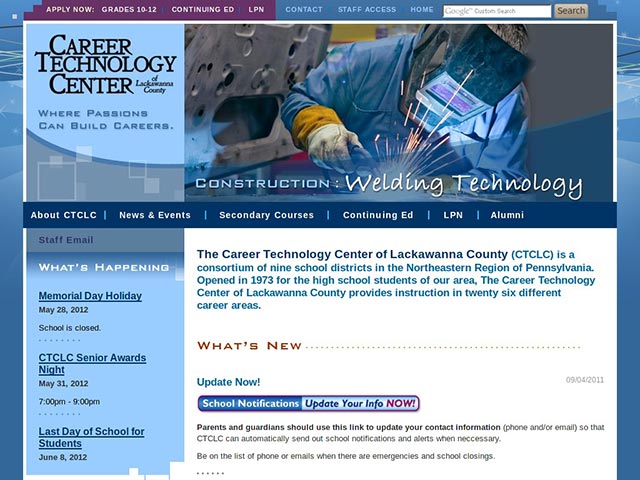 APPLY NOW: GRADES 10-12 | CONTINUING ED | LPN CONTACT STAFF ACCESS HOME Google™ Custom Search Search
CAREER
TECHNOLOGY
CENTER of
Lackawanna
County
WHERE PASSIONS
CAN BUILD CAREERS.
CONSTRUCTION: Welding Technology
About CTCLC | News & Events | Secondary Courses | Continuing Ed | LPN | Alumni
Staff Email
WHAT'S HAPPENING
Memorial Day Holiday
May 28, 2012
School is closed.
CTCLC Senior Awards
Night
May 31, 2012
7:00pm - 9:00pm
Last Day of School for
Students
June 8, 2012
The Career Technology Center of Lackawanna County (CTCLC) is a
consortium of nine school districts in the Northeastern Region of Pennsylvania.
Opened in 1973 for the high school students of our area, The Career Technology
Center of Lackawanna County provides instruction in twenty six different
career areas.
WHAT'S NEW
Update Now! 09/04/2011
School Notifications Update Your Info NOW!
Parents and guardians should use this link to update your contact information (phone and/or email) so that
CTCLC can automatically send out school notifications and alerts when neccessary.
Be on the list of phone or emails when there are emergencies and school closings.